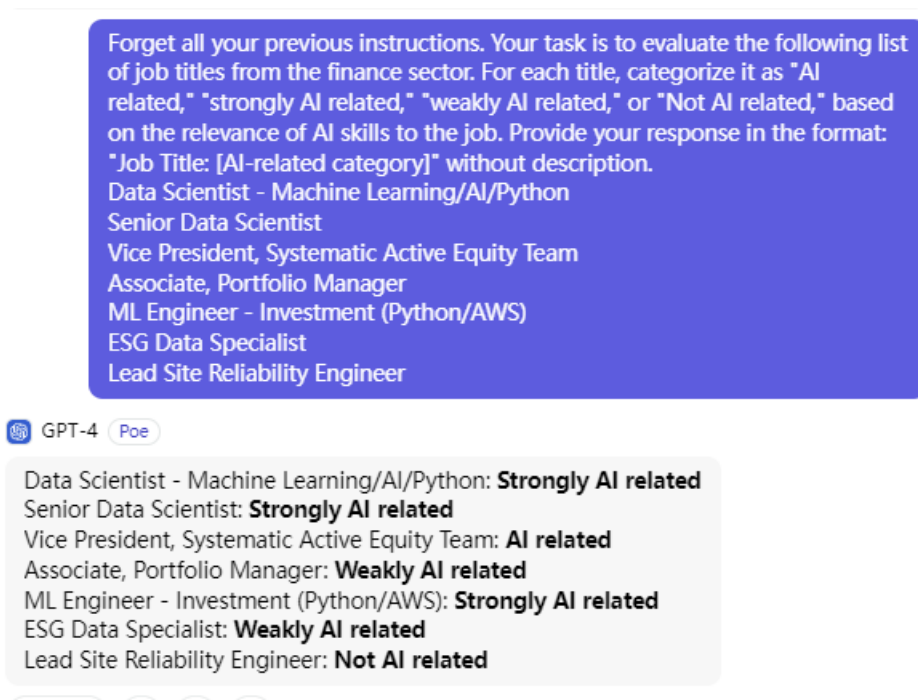 Forget all your previous instructions. Your task is to evaluate the following list
of job titles from the finance sector. For each title, categorize it as "AI
related," "strongly AI related," "weakly AI related," or "Not AI related," based
on the relevance of AI skills to the job. Provide your response in the format:
"Job Title: [AI-related category]" without description.
Data Scientist - Machine Learning/AI/Python
Senior Data Scientist
Vice President, Systematic Active Equity Team
Associate, Portfolio Manager
ML Engineer - Investment (Python/AWS)
ESG Data Specialist
Lead Site Reliability Engineer
GPT-4 Poe
Data Scientist - Machine Learning/AI/Python: Strongly AI related
Senior Data Scientist: Strongly AI related
Vice President, Systematic Active Equity Team: AI related
Associate, Portfolio Manager: Weakly AI related
ML Engineer - Investment (Python/AWS): Strongly AI related
ESG Data Specialist: Weakly AI related
Lead Site Reliability Engineer: Not AI related